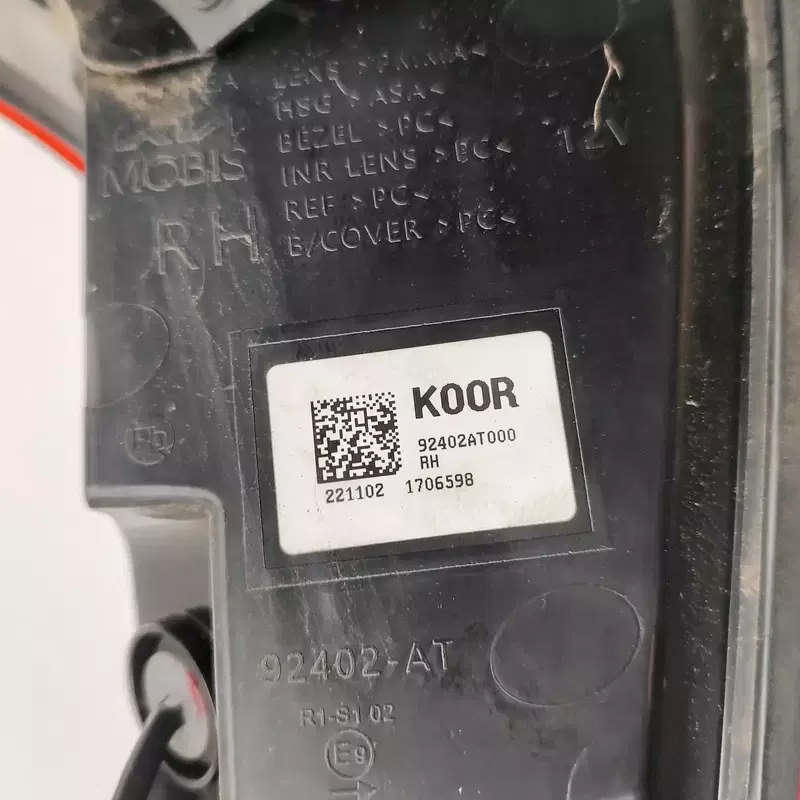 LENS >PMMA<
HSG >ASA<
BEZEL >PC<
INR LENS >PC<
REF >PC<
B/COVER >PC<
12V
MOBIS
RH
K00R
92402AT000
RH
221102 1706598
92402-AT
R1-S1 02
E9